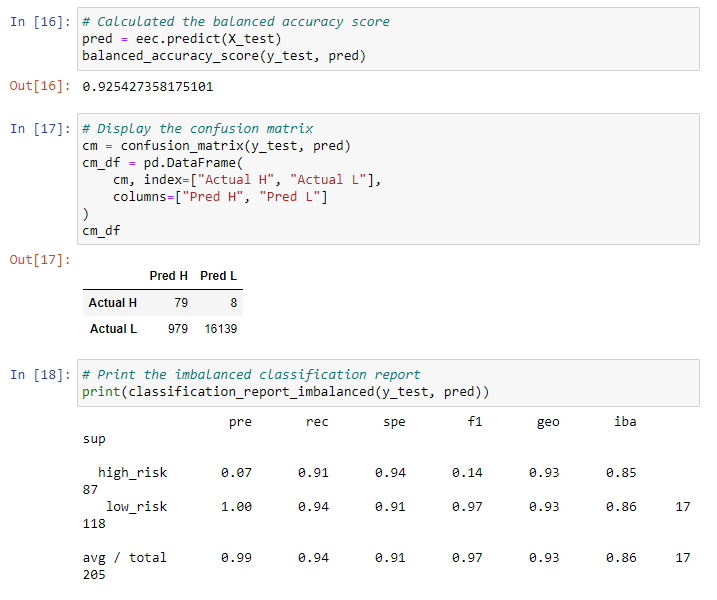 In [16]: # Calculated the balanced accuracy score
pred = eec.predict(X_test)
balanced_accuracy_score(y_test, pred)
Out[16]: 0.925427358175101
In [17]: # Display the confusion matrix
cm = confusion_matrix(y_test, pred)
cm_df = pd.DataFrame(
    cm, index=["Actual H", "Actual L"],
    columns=["Pred H", "Pred L"]
)
cm_df
Out[17]:
Pred H Pred L
Actual H 79 8
Actual L 979 16139
In [18]: # Print the imbalanced classification report
print(classification_report_imbalanced(y_test, pred))
pre rec spe f1 geo iba
sup
high_risk 0.07 0.91 0.94 0.14 0.93 0.85
87
low_risk 1.00 0.94 0.91 0.97 0.93 0.86 17
118
avg / total 0.99 0.94 0.91 0.97 0.93 0.86 17
205